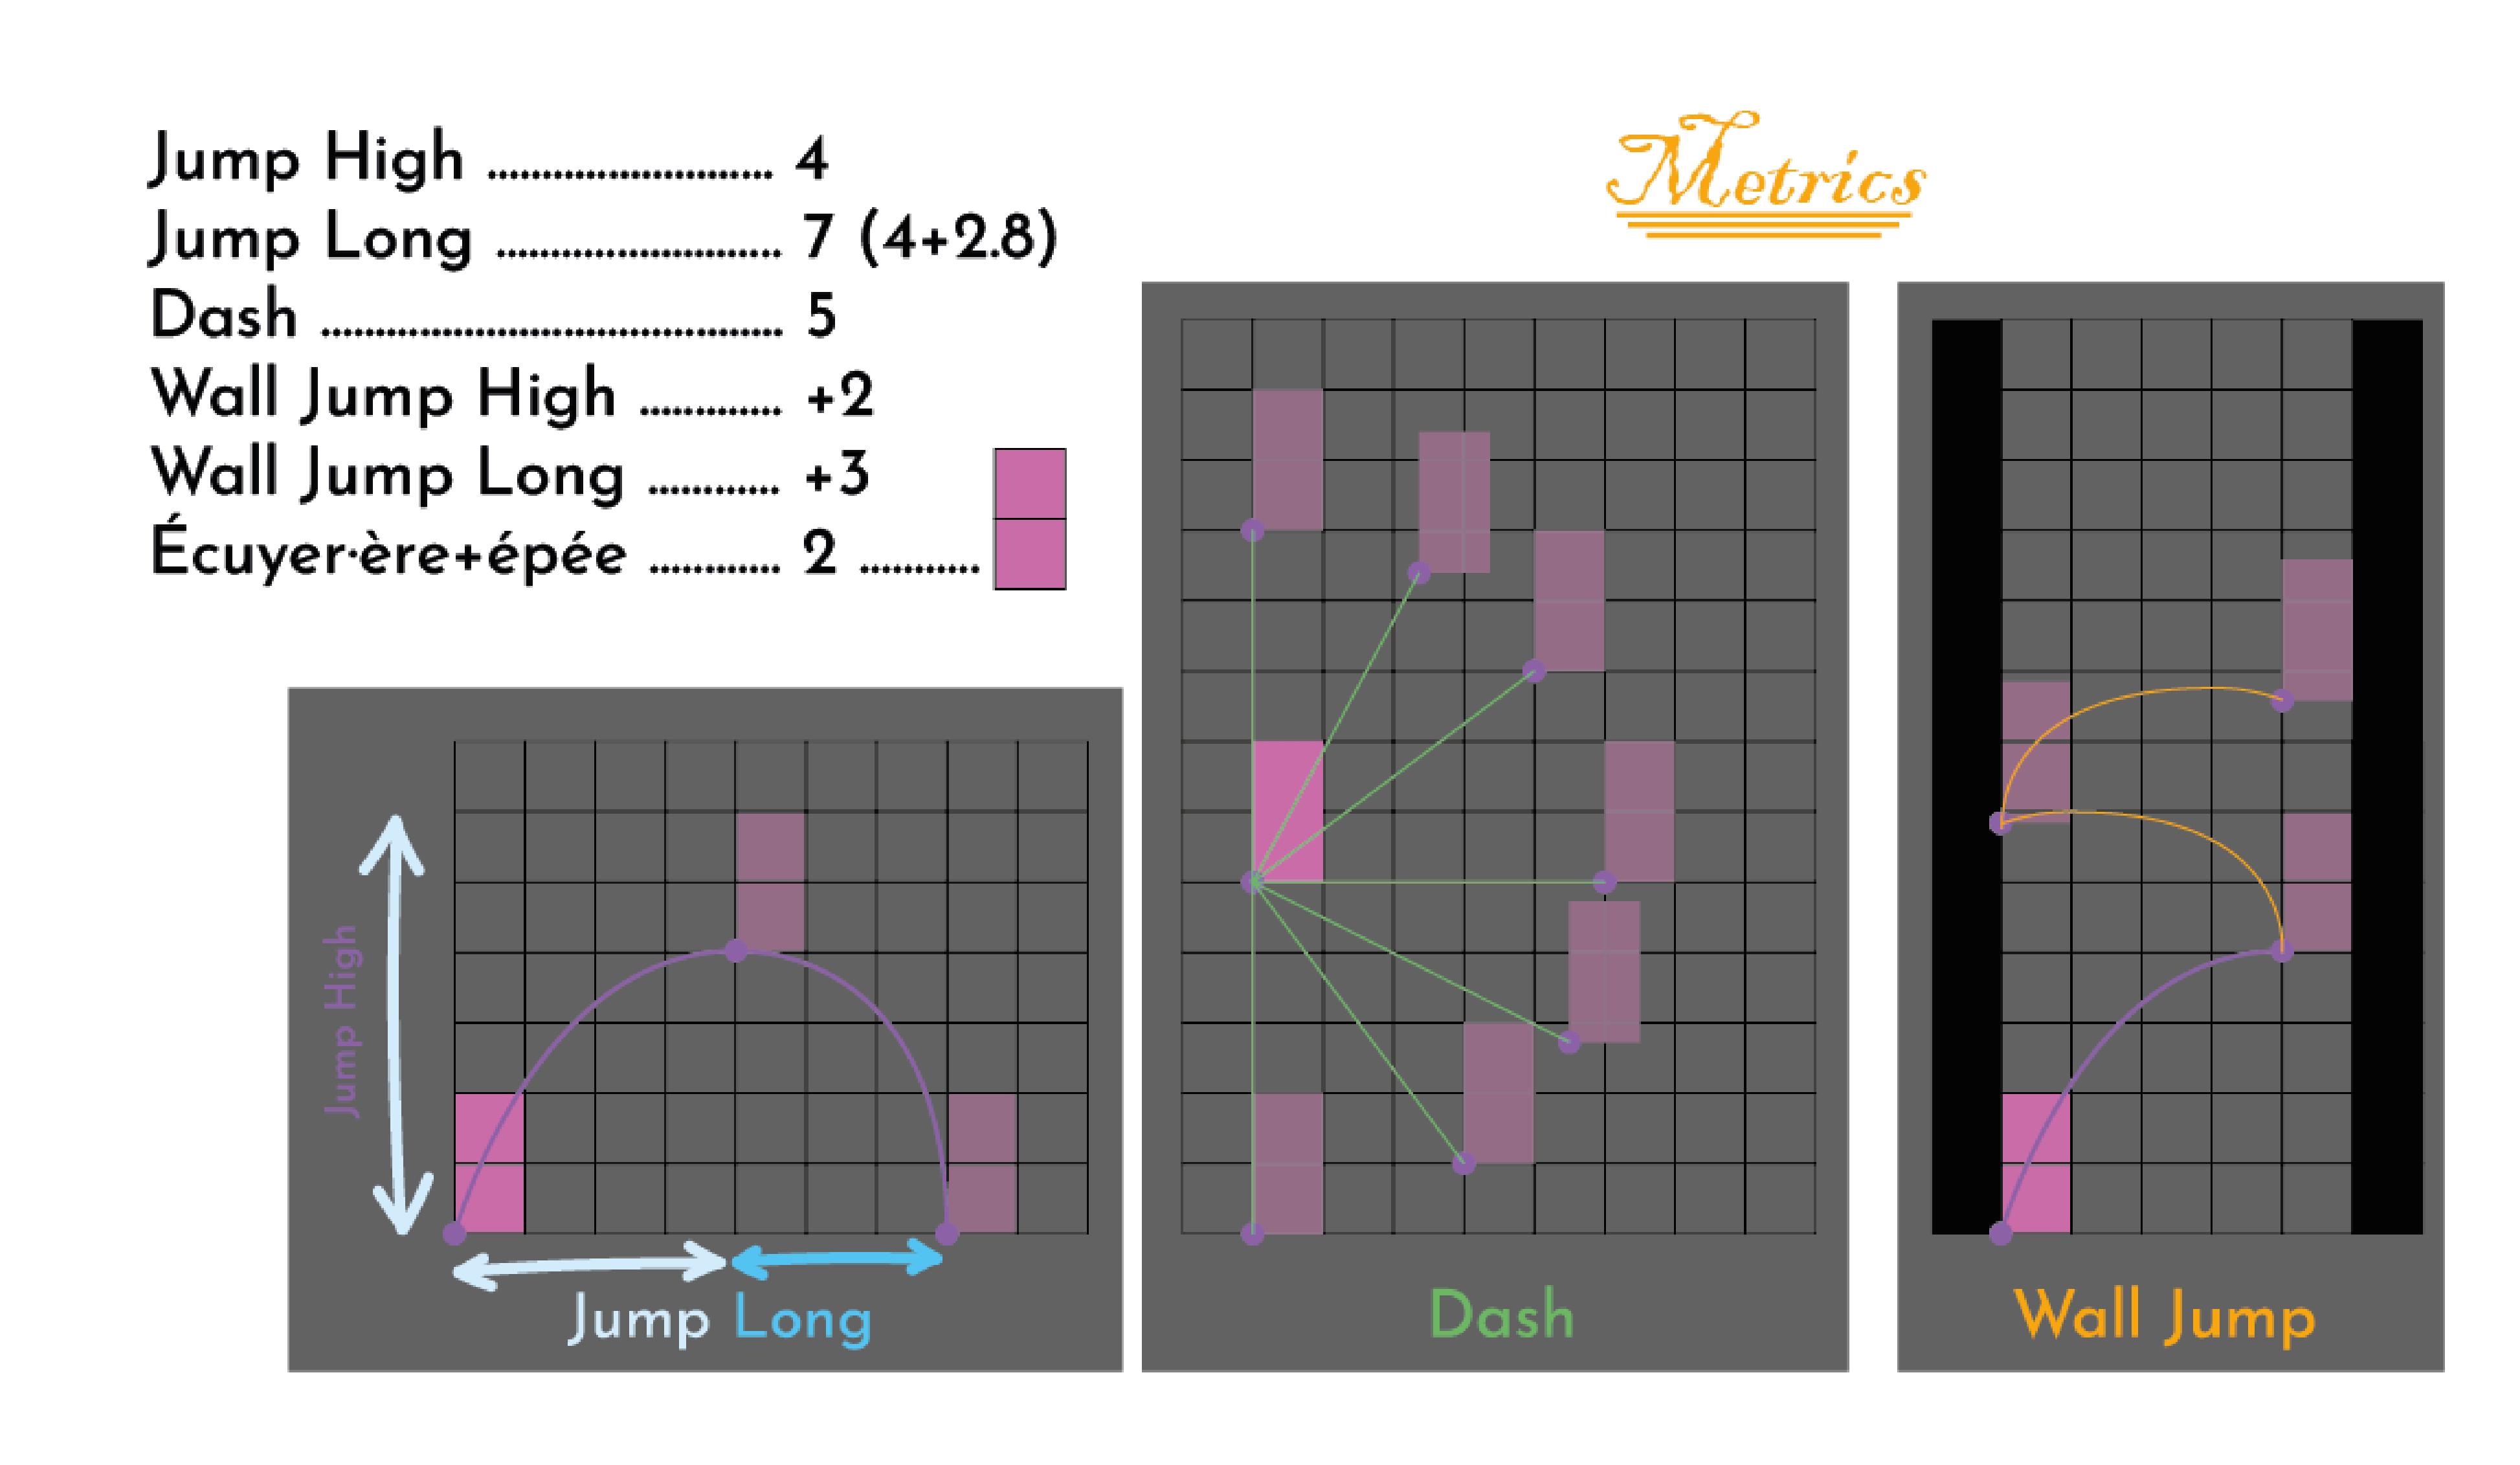 Metrics
Jump High ........................ 4
Jump Long ........................ 7 (4+2.8)
Dash ....................................... 5
Wall Jump High ............ +2
Wall Jump Long ........... +3
Écuyer·ère+épée ........... 2 ..........
Jump High
Jump Long
Dash
Wall Jump